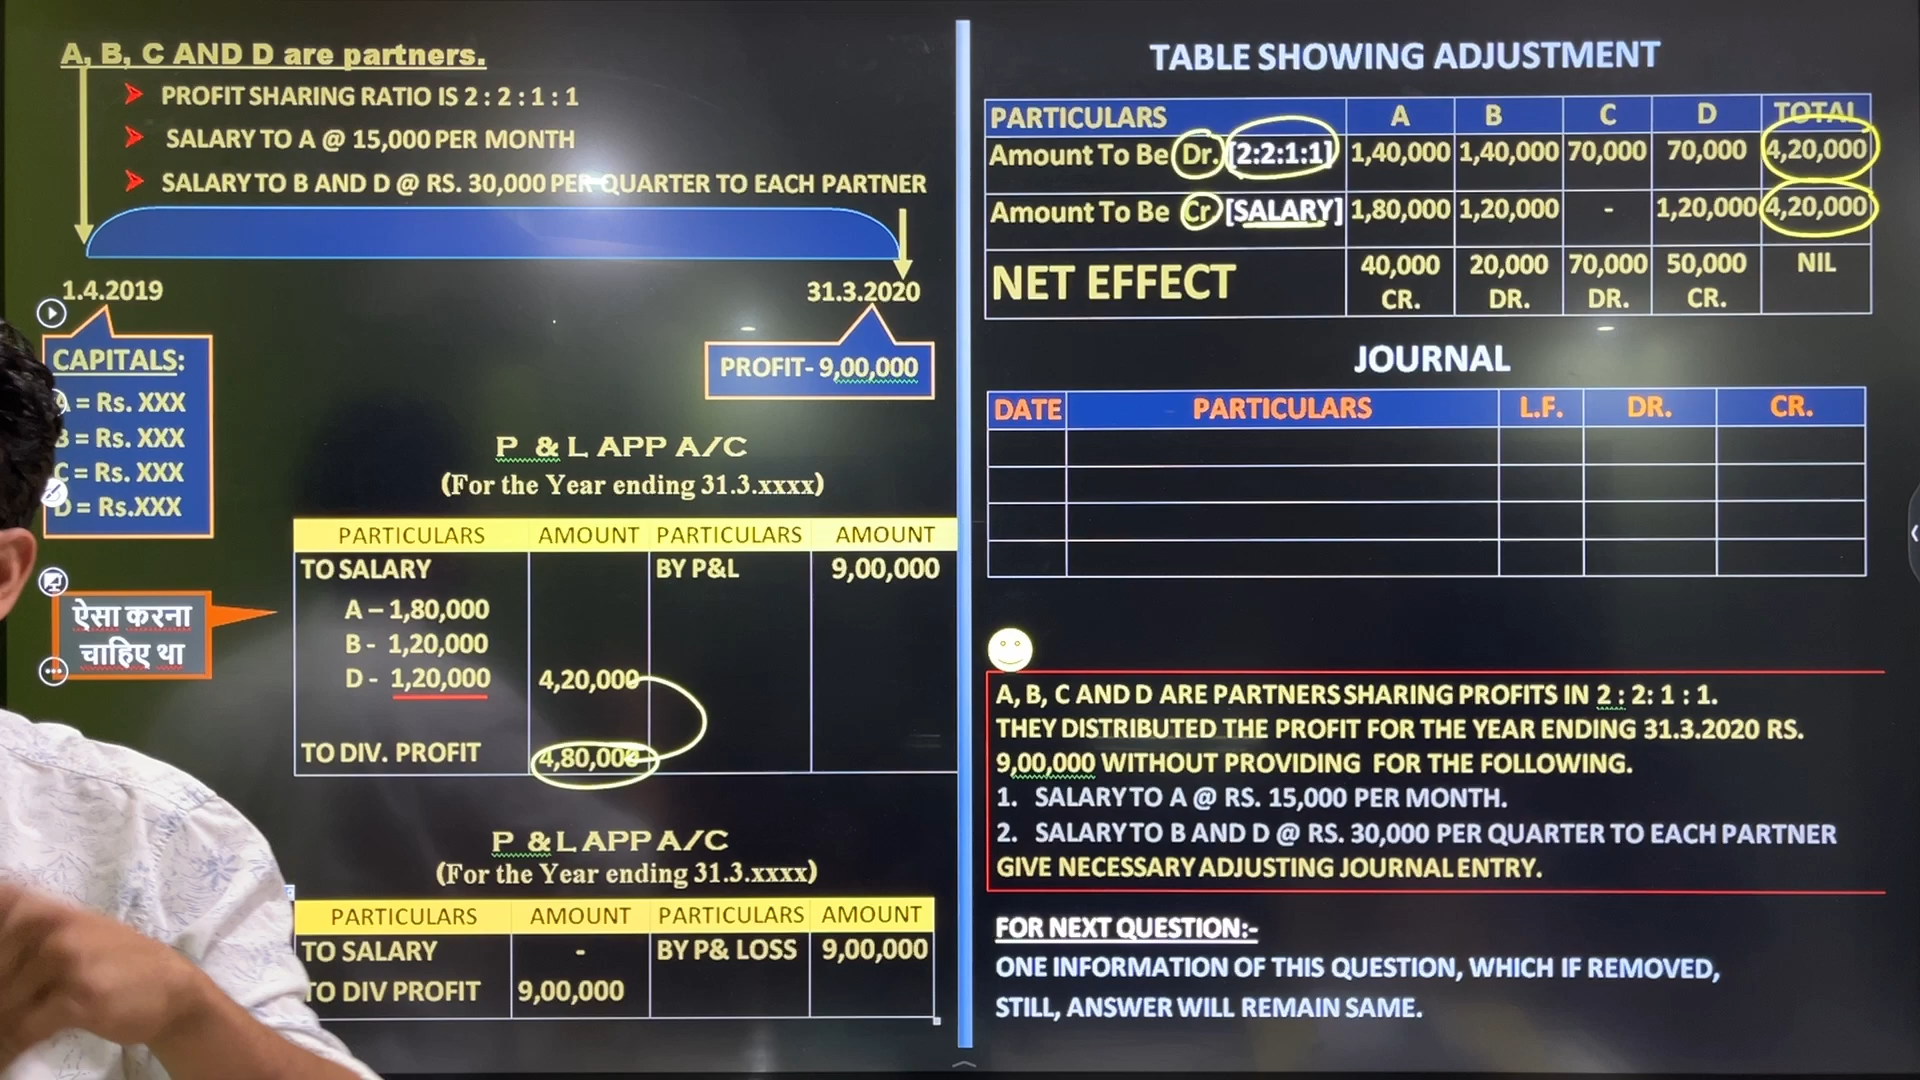 A, B, C AND D are partners.
PROFIT SHARING RATIO IS 2 : 2 : 1 : 1
SALARY TO A @ 15,000 PER MONTH
SALARY TO B AND D @ RS. 30,000 PER QUARTER TO EACH PARTNER
1.4.2019
31.3.2020
CAPITALS:
= Rs. XXX
B = Rs. XXX
C = Rs. XXX
D = Rs.XXX
PROFIT- 9,00,000
P & L APP A/C
(For the Year ending 31.3.xxxx)
PARTICULARS AMOUNT PARTICULARS AMOUNT
TO SALARY BY P&L 9,00,000
A – 1,80,000
B - 1,20,000
D - 1,20,000 4,20,000
TO DIV. PROFIT 4,80,000
ऐसा करना
चाहिए था
P & L APP A/C
(For the Year ending 31.3.xxxx)
PARTICULARS AMOUNT PARTICULARS AMOUNT
TO SALARY - BY P& LOSS 9,00,000
TO DIV PROFIT 9,00,000
TABLE SHOWING ADJUSTMENT
PARTICULARS A B C D TOTAL
Amount To Be Dr. [2:2:1:1] 1,40,000 1,40,000 70,000 70,000 4,20,000
Amount To Be Cr [SALARY] 1,80,000 1,20,000 - 1,20,000 4,20,000
NET EFFECT 40,000 CR. 20,000 DR. 70,000 DR. 50,000 CR. NIL
JOURNAL
DATE PARTICULARS L.F. DR. CR.
A, B, C AND D ARE PARTNERS SHARING PROFITS IN 2 : 2: 1 : 1.
THEY DISTRIBUTED THE PROFIT FOR THE YEAR ENDING 31.3.2020 RS.
9,00,000 WITHOUT PROVIDING FOR THE FOLLOWING.
1. SALARY TO A @ RS. 15,000 PER MONTH.
2. SALARY TO B AND D @ RS. 30,000 PER QUARTER TO EACH PARTNER
GIVE NECESSARY ADJUSTING JOURNAL ENTRY.
FOR NEXT QUESTION:-
ONE INFORMATION OF THIS QUESTION, WHICH IF REMOVED,
STILL, ANSWER WILL REMAIN SAME.